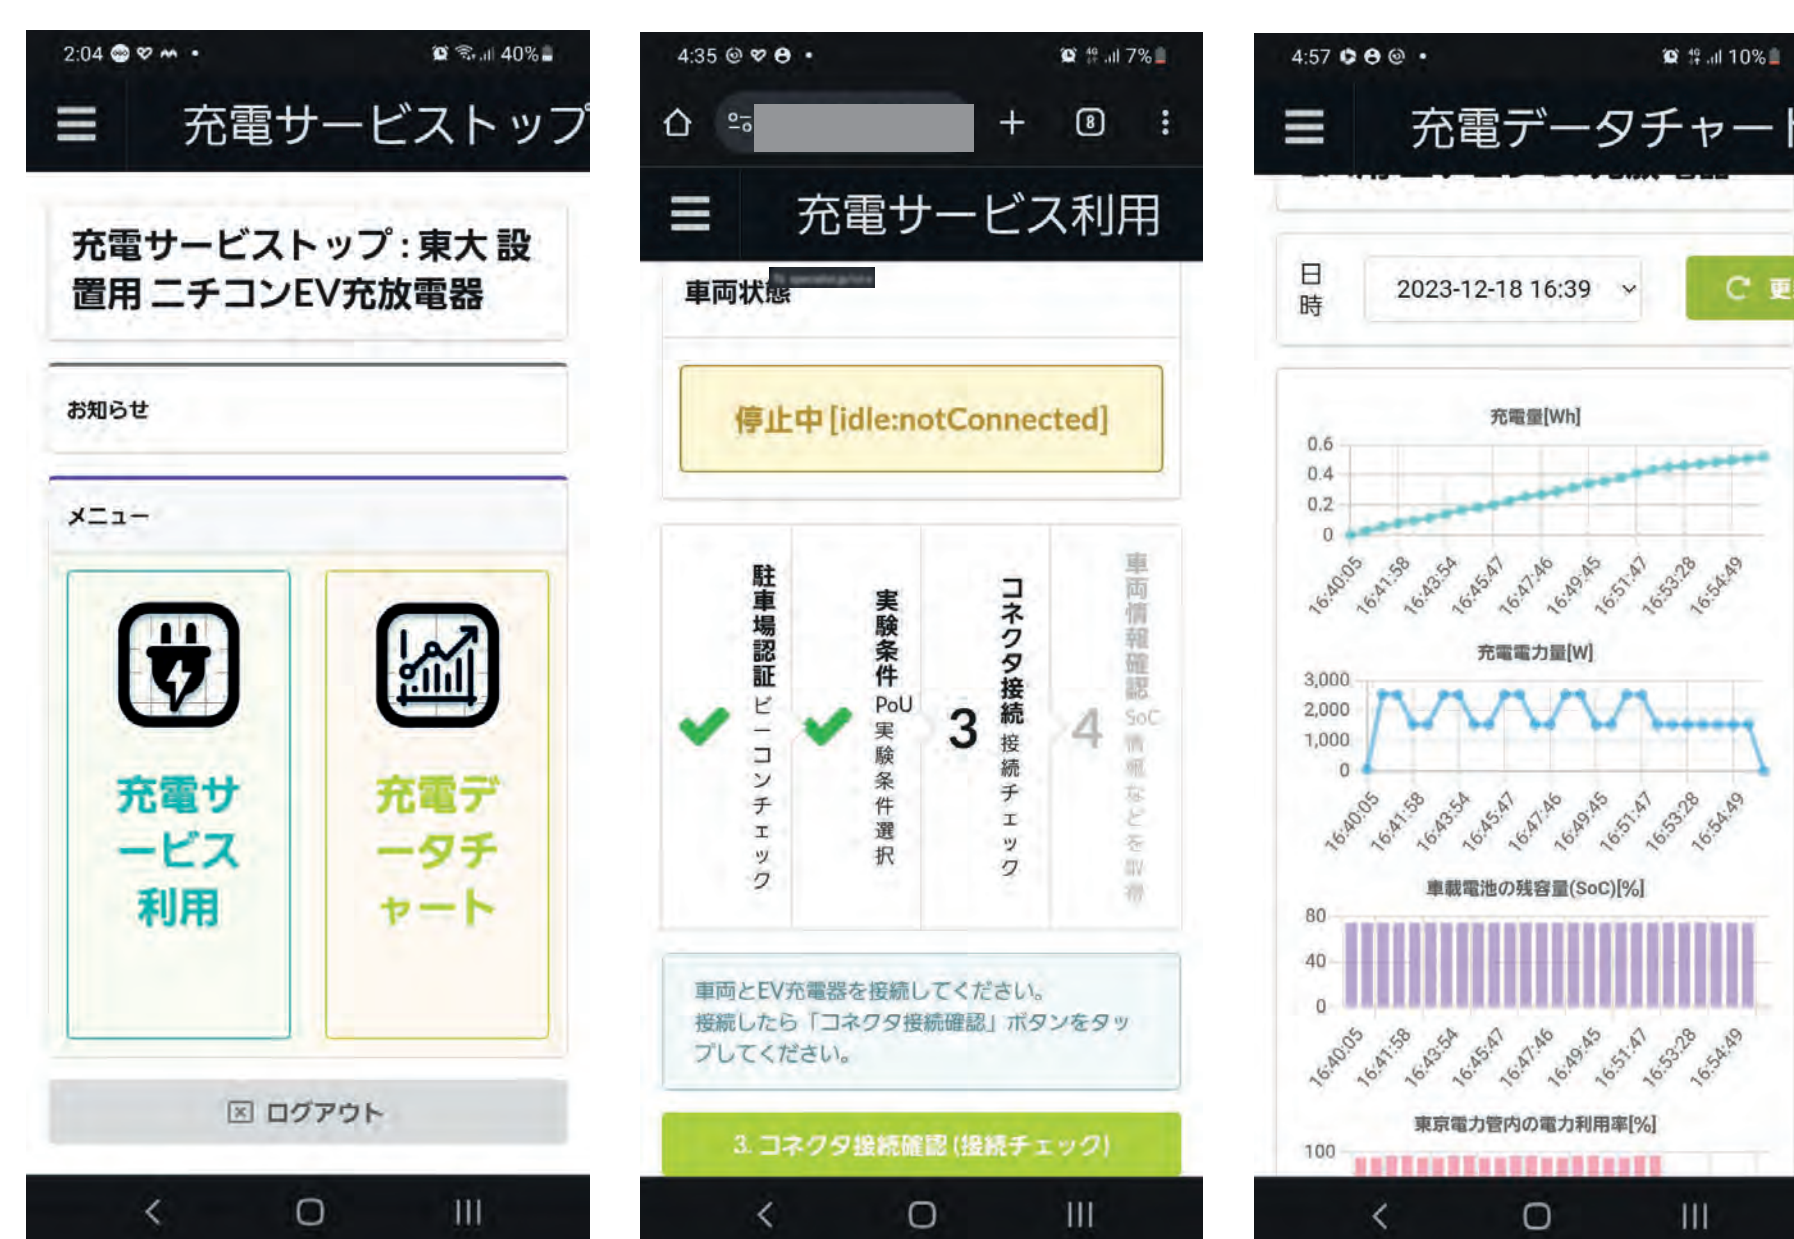 2:04
40%
充電サービストップ
充電サービストップ : 東大 設
置用 ニチコンEV充放電器
お知らせ
メニュー
充電サ
ービス
利用
充電デ
ータチ
ャート
ログアウト
4:35
4G
7%
8
充電サービス利用
車両状態
停止中 [idle:notConnected]
駐車場認証 ビーコンチェック
実験条件 PoU実験条件選択
3 コネクタ接続 接続チェック
4 車両情報確認 SoC情報などを取得
車両とEV充電器を接続してください。
接続したら「コネクタ接続確認」ボタンをタッ
プしてください。
3. コネクタ接続確認 (接続チェック)
4:57
4G
10%
充電データチャート
日
時
2023-12-18 16:39
更
充電量[Wh]
0.6
0.4
0.2
0
16:40:05 16:41:58 16:43:54 16:45:47 16:47:46 16:49:45 16:51:47 16:53:28 16:54:49
充電電力量[W]
3,000
2,000
1,000
0
16:40:05 16:41:58 16:43:54 16:45:47 16:47:46 16:49:45 16:51:47 16:53:28 16:54:49
車載電池の残容量(SoC)[%]
80
40
0
16:40:05 16:41:58 16:43:54 16:45:47 16:47:46 16:49:45 16:51:47 16:53:28 16:54:49
東京電力管内の電力利用率[%]
100